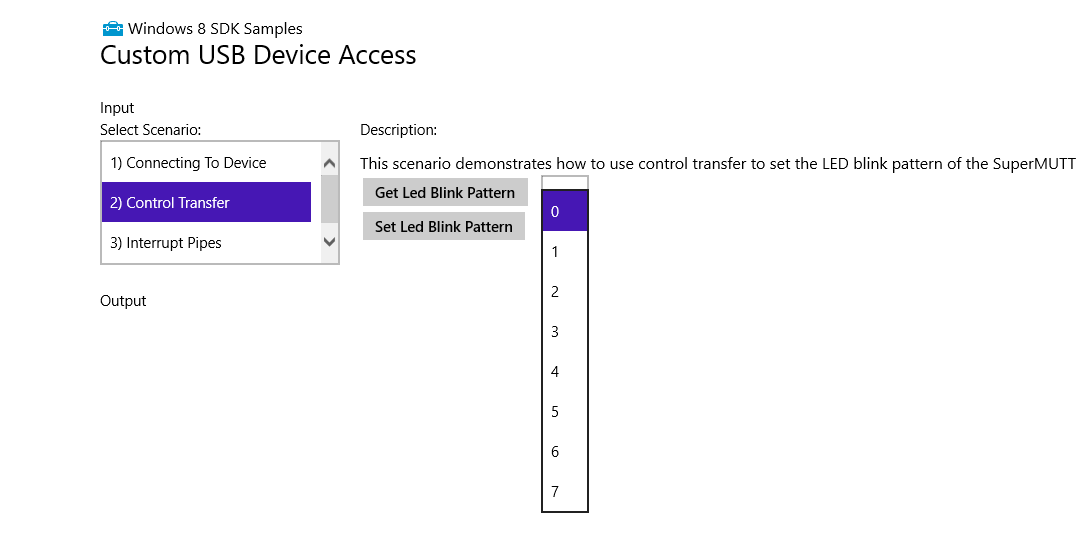 Windows 8 SDK Samples
Custom USB Device Access
Input
Select Scenario:
1) Connecting To Device
2) Control Transfer
3) Interrupt Pipes
Description:
This scenario demonstrates how to use control transfer to set the LED blink pattern of the SuperMUTT
Get Led Blink Pattern
Set Led Blink Pattern
0
1
2
3
4
5
6
7
Output